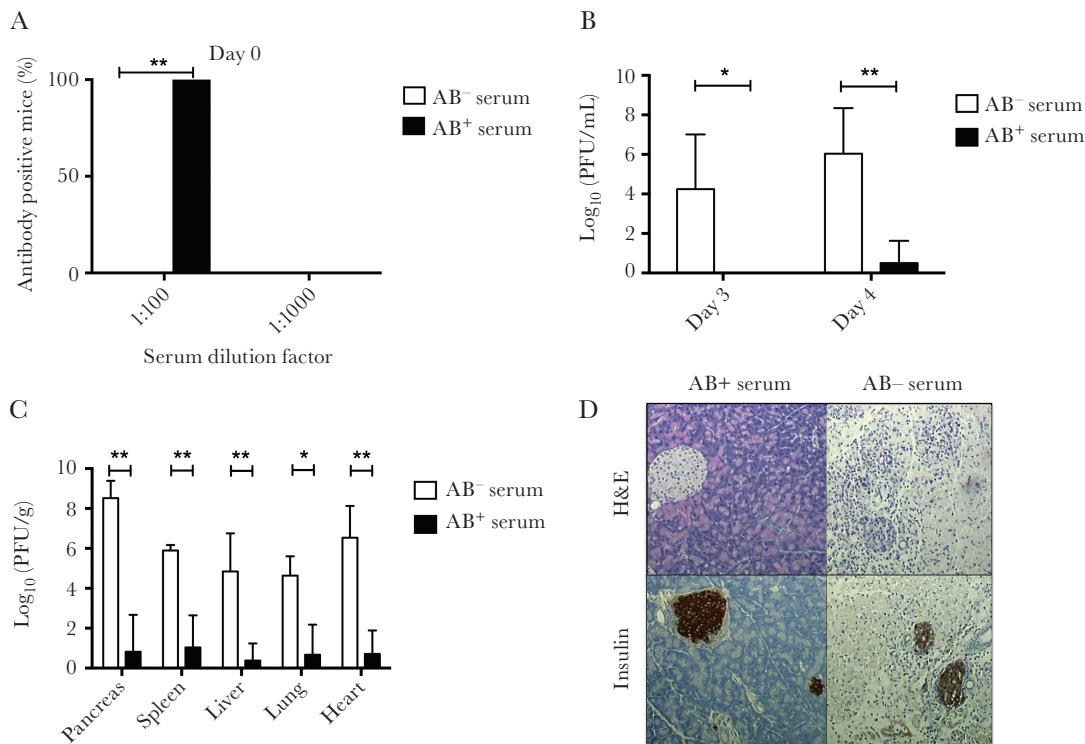 A
Day 0
**
Antibody positive mice (%)
100
50
0
1:100
1:1000
Serum dilution factor
AB⁻ serum
AB⁺ serum
B
Log₁₀ (PFU/mL)
10
8
6
4
2
0
*
**
Day 3
Day 4
AB⁻ serum
AB⁺ serum
C
Log₁₀ (PFU/g)
10
8
6
4
2
0
**
**
**
*
**
Pancreas
Spleen
Liver
Lung
Heart
AB⁻ serum
AB⁺ serum
D
AB+ serum
AB– serum
H&E
Insulin